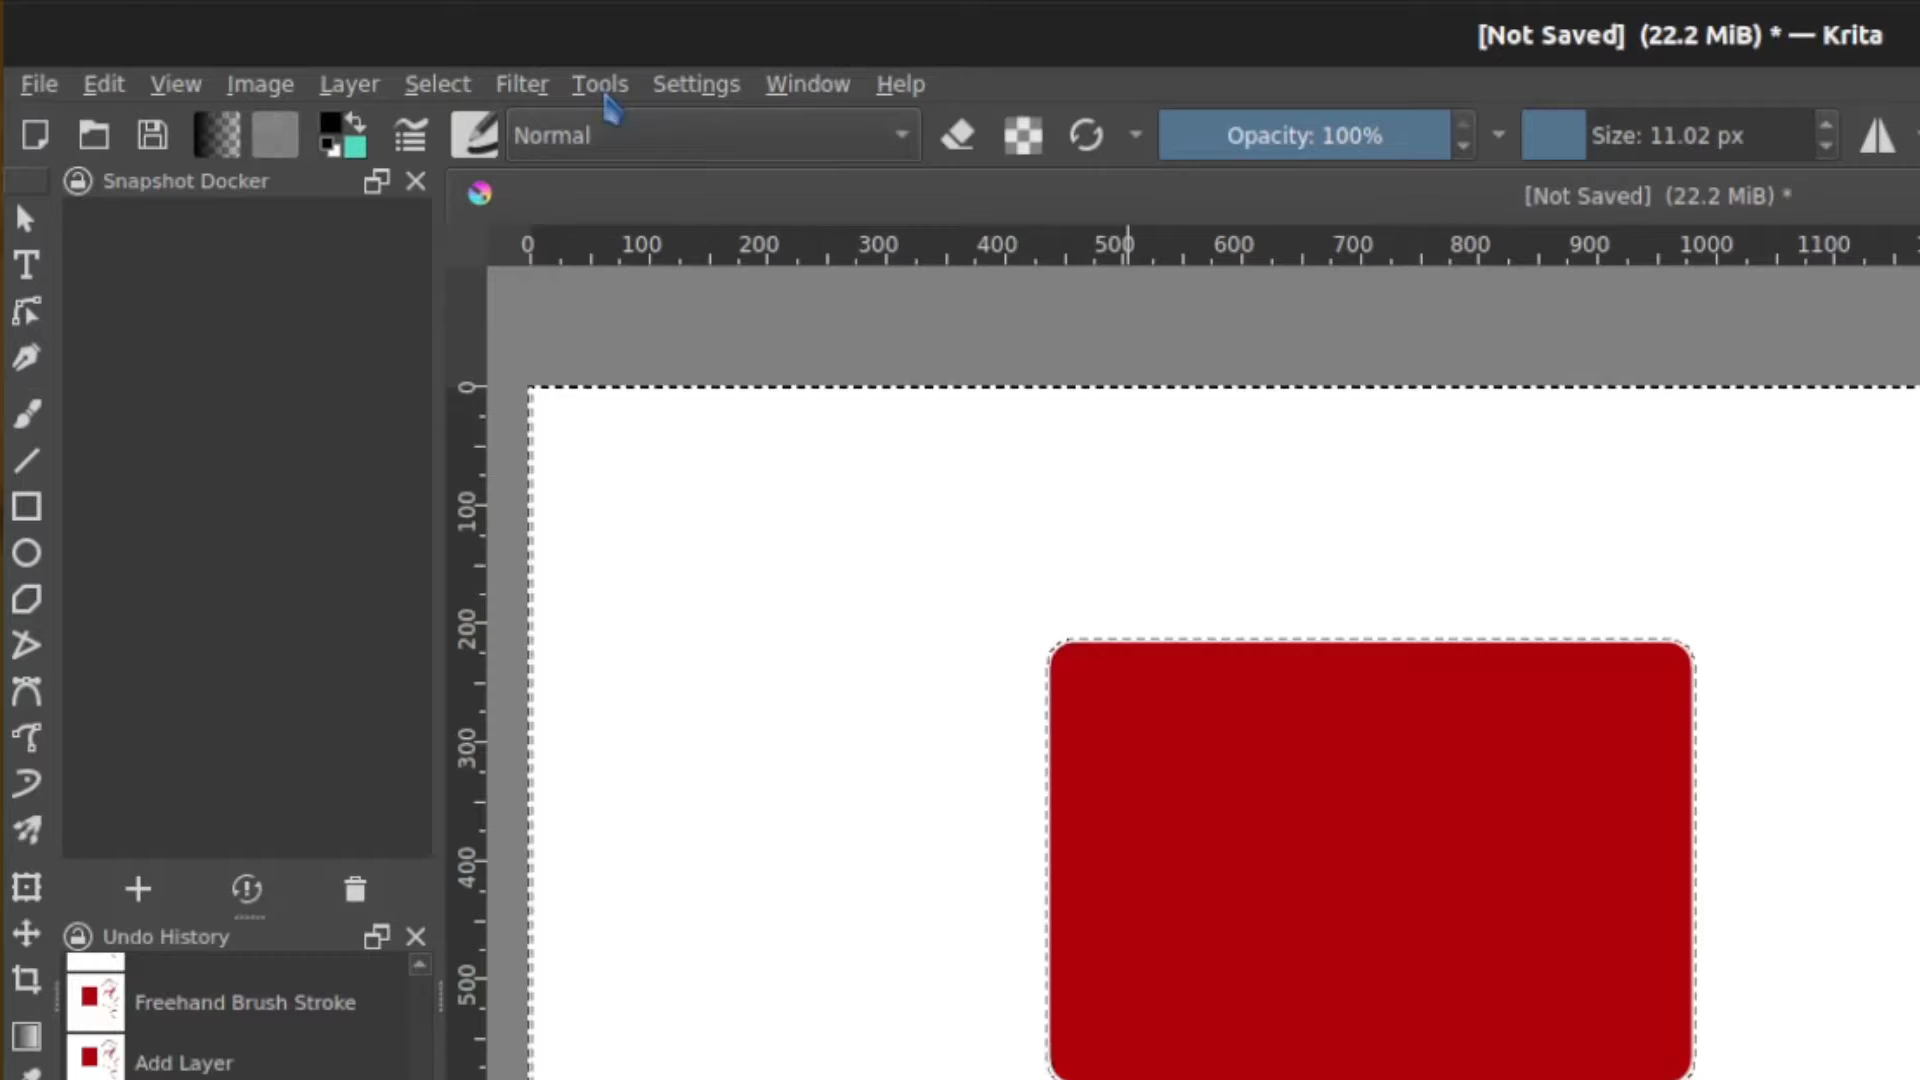 [Not Saved] (22.2 MiB) * — Krita
File Edit View Image Layer Select Filter Tools Settings Window Help
Normal Opacity: 100% Size: 11.02 px
Snapshot Docker
[Not Saved] (22.2 MiB) *
0 100 200 300 400 500 600 700 800 900 1000 1100
0
100
200
300
400
500
Undo History
Freehand Brush Stroke
Add Layer